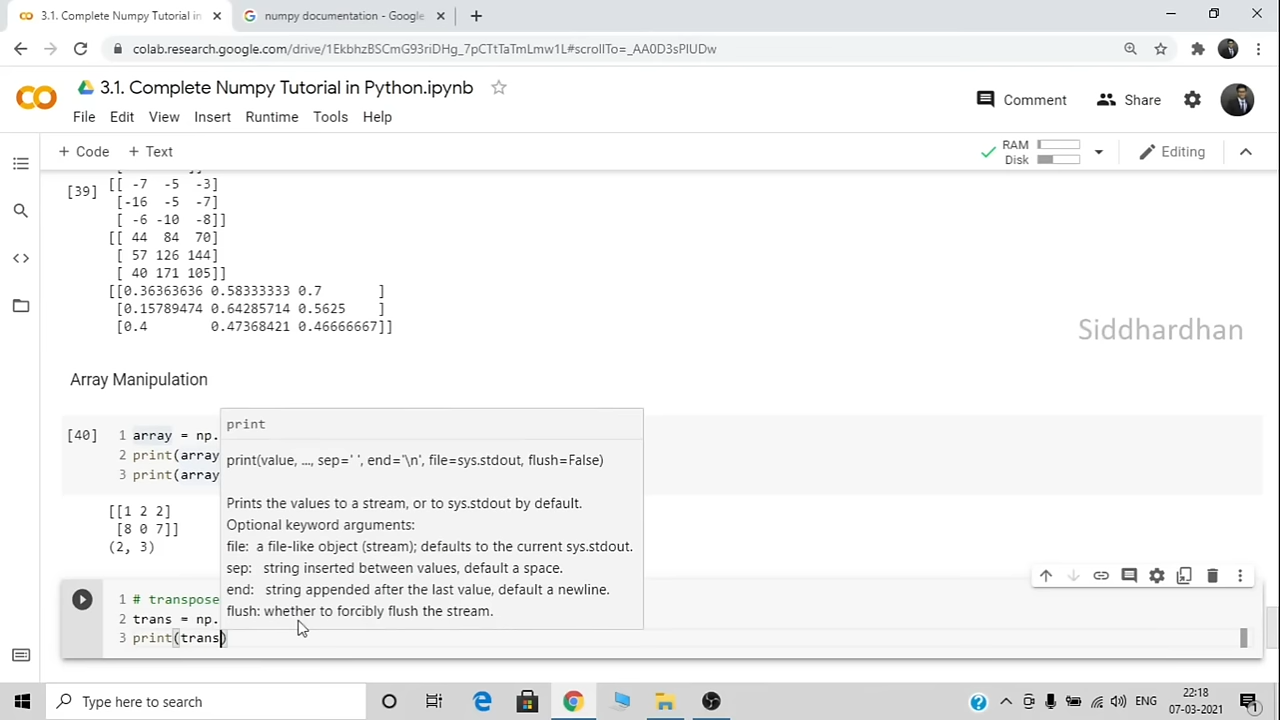 3.1. Complete Numpy Tutorial in
numpy documentation - Google
colab.research.google.com/drive/1EkbhzBSCmG93riDHg_7pCTtTaTmLmw1L#scrollTo=_AA0D3sPIUDw
3.1. Complete Numpy Tutorial in Python.ipynb
Comment
Share
File Edit View Insert Runtime Tools Help
+ Code + Text
RAM
Disk
Editing
[39]
[[ -7 -5 -3]
[-16 -5 -7]
[ -6 -10 -8]]
[[ 44 84 70]
[ 57 126 144]
[ 40 171 105]]
[[0.36363636 0.58333333 0.7 ]
[0.15789474 0.64285714 0.5625 ]
[0.4 0.47368421 0.46666667]]
Siddhardhan
Array Manipulation
[40]
1 array = np.
2 print(array
3 print(array
print
print(value, ..., sep=' ', end='\n', file=sys.stdout, flush=False)
Prints the values to a stream, or to sys.stdout by default.
Optional keyword arguments:
file: a file-like object (stream); defaults to the current sys.stdout.
sep: string inserted between values, default a space.
end: string appended after the last value, default a newline.
flush: whether to forcibly flush the stream.
[[1 2 2]
[8 0 7]]
(2, 3)
1 # transpose
2 trans = np.
3 print(trans)
Type here to search
ENG
22:18
07-03-2021